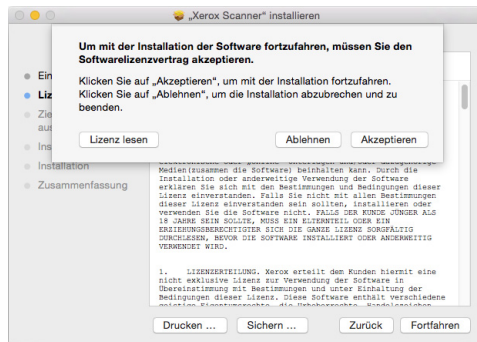 „Xerox Scanner“ installieren
Um mit der Installation der Software fortzufahren, müssen Sie den
Softwarelizenzvertrag akzeptieren.
Klicken Sie auf „Akzeptieren“, um mit der Installation fortzufahren.
Klicken Sie auf „Ablehnen“, um die Installation abzubrechen und zu
beenden.
Lizenz lesen
Ablehnen
Akzeptieren
Ein
Liz
Zie
aus
Ins
Installation
Zusammenfassung
Medien(zusammen die Software) beinhalten kann. Durch die
Installation oder anderweitige Verwendung der Software
erklären Sie sich mit den Bestimmungen und Bedingungen dieser
Lizenz einverstanden. Falls Sie nicht mit allen Bestimmungen
dieser Lizenz einverstanden sein sollten, installieren oder
verwenden Sie die Software nicht. FALLS DER KUNDE JÜNGER ALS
18 JAHRE SEIN SOLLTE, MUSS EIN ELTERNTEIL ODER EIN
ERZIEHUNGSBERECHTIGTER SICH DIE GANZE LIZENZ SORGFÄLTIG
DURCHLESEN, BEVOR DIE SOFTWARE INSTALLIERT ODER ANDERWEITIG
VERWENDET WIRD.
1. LIZENZERTEILUNG. Xerox erteilt dem Kunden hiermit eine
nicht exklusive Lizenz zur Verwendung der Software in
Übereinstimmung mit Bestimmungen und unter Einhaltung der
Bedingungen dieser Lizenz. Diese Software enthält verschiedene
Drucken ...
Sichern ...
Zurück
Fortfahren